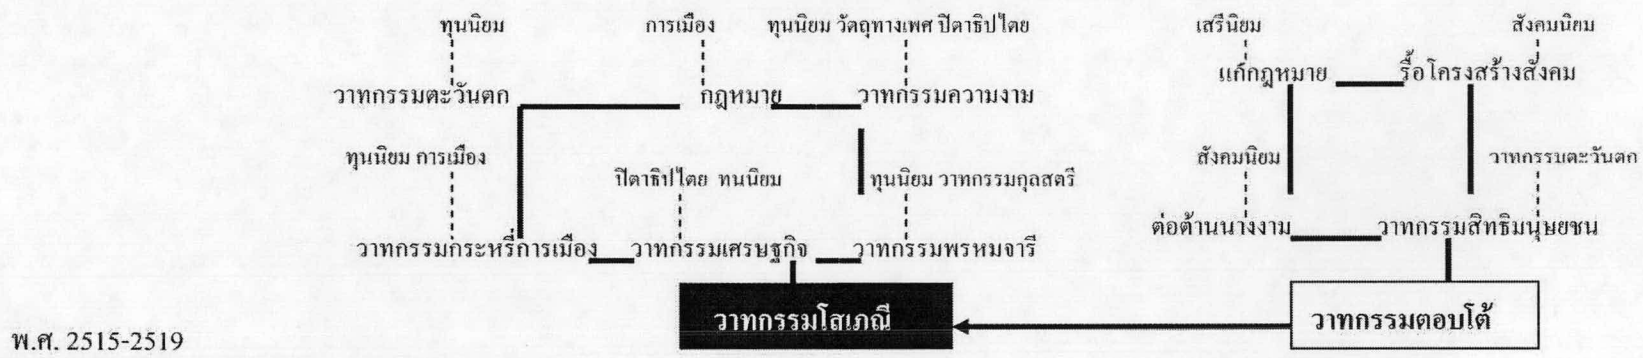 ทุนนิยม การเมือง ทุนนิยม วัตถุทางเพศ ปิตาธิปไตย เสรีนิยม สังคมนิยม
วาทกรรมตะวันตก กฎหมาย วาทกรรมความงาม แก้กฎหมาย รื้อโครงสร้างสังคม
ทุนนิยม การเมือง ปิตาธิปไตย ทนนิยม ทุนนิยม วาทกรรมกุลสตรี สังคมนิยม วาทกรรมตะวันตก
วาทกรรมกระหรี่การเมือง วาทกรรมเศรษฐกิจ วาทกรรมพรหมจารี ต่อต้านนางงาม วาทกรรมสิทธิมนุษยชน
วาทกรรมโสเภณี วาทกรรมตอบโต้
พ.ศ. 2515-2519